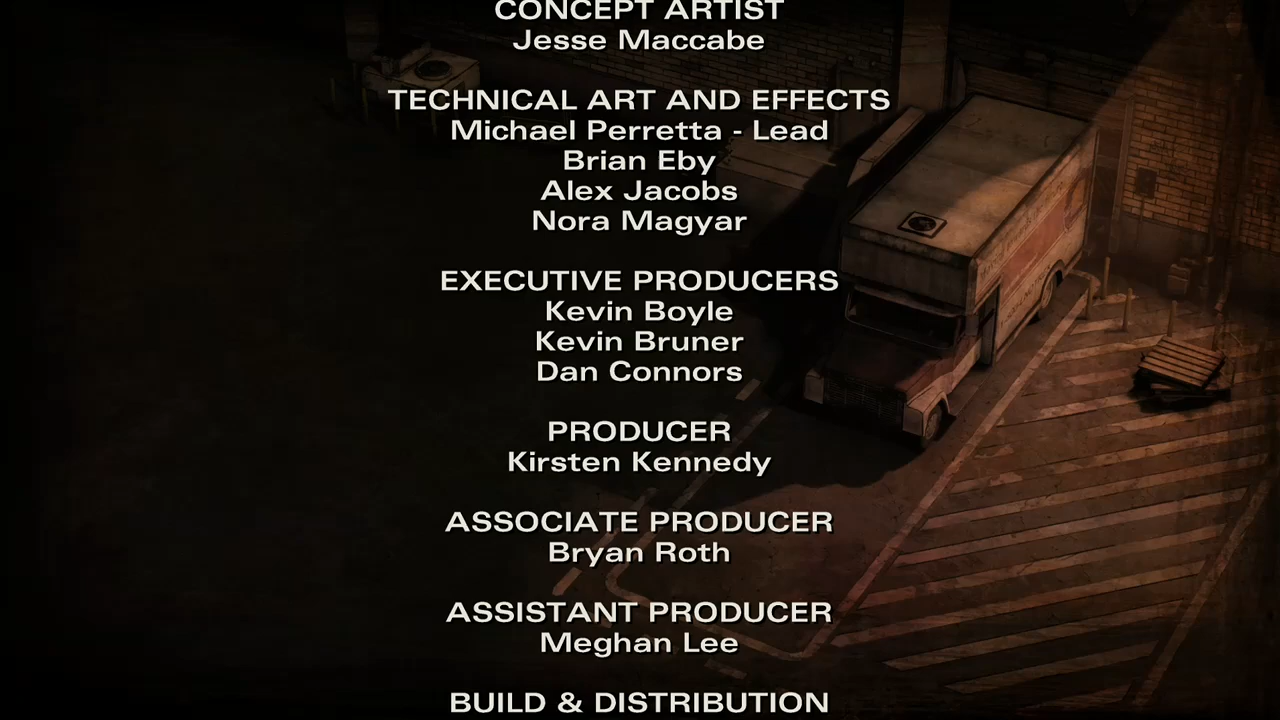 CONCEPT ARTIST
Jesse Maccabe
TECHNICAL ART AND EFFECTS
Michael Perretta - Lead
Brian Eby
Alex Jacobs
Nora Magyar
EXECUTIVE PRODUCERS
Kevin Boyle
Kevin Bruner
Dan Connors
PRODUCER
Kirsten Kennedy
ASSOCIATE PRODUCER
Bryan Roth
ASSISTANT PRODUCER
Meghan Lee
BUILD & DISTRIBUTION